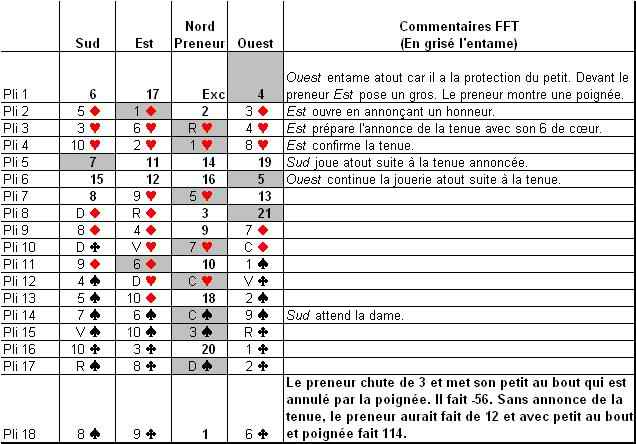 Nord
Sud Est Preneur Ouest
Commentaires FFT
(En grisé l'entame)
Ouest entame atout car il a la protection du petit. Devant le
Pli 1 6 17 Exc 4 preneur Est pose un gros. Le preneur montre une poignée.
Pli 2 5♦ 1♦ 2 3♦ Est ouvre en annonçant un honneur.
Pli 3 3♥ 6♥ R♥ 4♥ Est prépare l'annonce de la tenue avec son 6 de cœur.
Pli 4 10♥ 2♥ 1♥ 8♥ Est confirme la tenue.
Pli 5 7 11 14 19 Sud joue atout suite à la tenue annoncée.
Pli 6 15 12 16 5 Ouest continue la jouerie atout suite à la tenue.
Pli 7 8 9♥ 5♥ 13
Pli 8 D♦ R♦ 3 21
Pli 9 8♦ 4♦ 9 7♦
Pli 10 D♣ V♥ 7♥ C♦
Pli 11 9♦ 6♦ 10 1♠
Pli 12 4♠ D♥ C♥ V♣
Pli 13 5♠ 10♦ 18 2♠
Pli 14 7♠ 6♠ C♠ 9♠ Sud attend la dame.
Pli 15 V♠ 10♠ 3♠ R♣
Pli 16 10♣ 3♣ 20 1♣
Pli 17 R♠ 8♣ D♠ 2♣
Le preneur chute de 3 et met son petit au bout qui est
annulé par la poignée. Il fait -56. Sans annonce de la
tenue, le preneur aurait fait de 12 et avec petit au bout
Pli 18 8♠ 9♣ 1 6♣ et poignée fait 114.